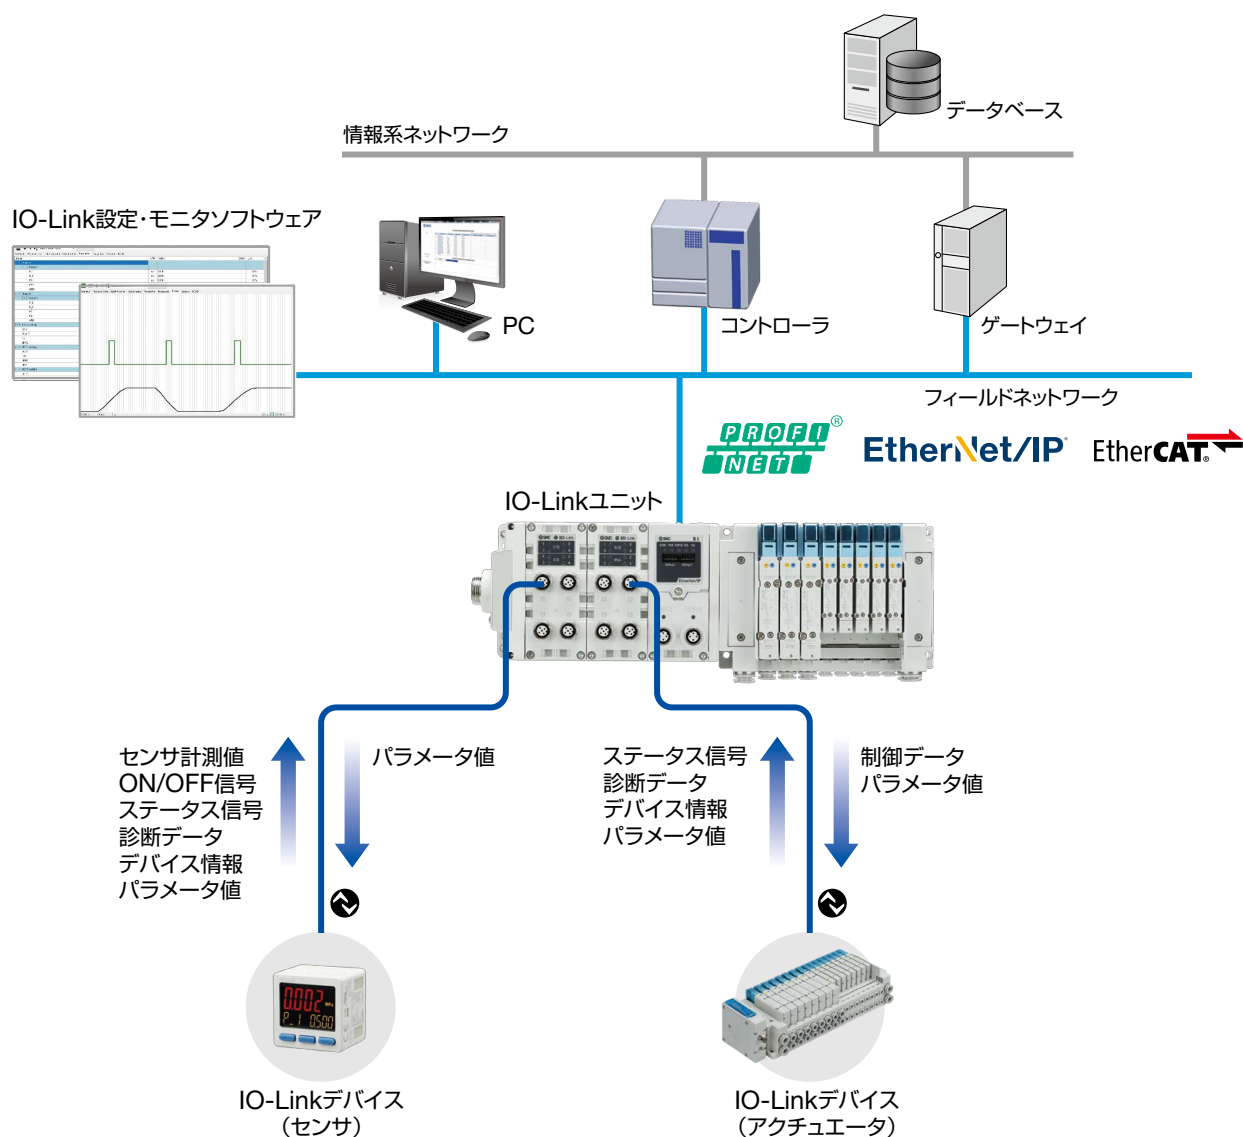 データベース
情報系ネットワーク
IO-Link設定・モニタソフトウェア
PC
コントローラ
ゲートウェイ
フィールドネットワーク
PROFI
NET
®
EtherNet/IP
EtherCAT®
IO-Linkユニット
EtherNet/IP
センサ計測値
ON/OFF信号
ステータス信号
診断データ
デバイス情報
パラメータ値
パラメータ値
ステータス信号
診断データ
デバイス情報
パラメータ値
制御データ
パラメータ値
0.002
MPa
P_1 0.500
IO-Linkデバイス
（センサ）
IO-Linkデバイス
（アクチュエータ）